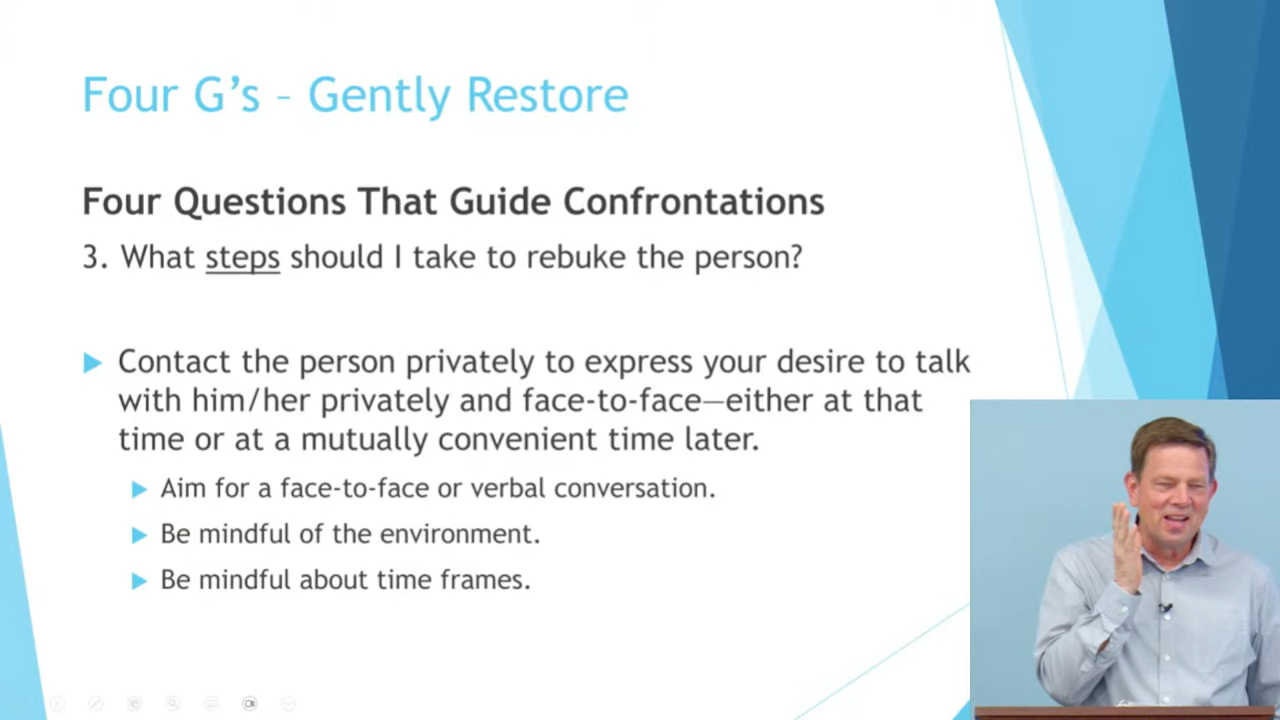 Four G’s – Gently Restore
Four Questions That Guide Confrontations
3. What steps should I take to rebuke the person?
Contact the person privately to express your desire to talk
with him/her privately and face-to-face—either at that
time or at a mutually convenient time later.
Aim for a face-to-face or verbal conversation.
Be mindful of the environment.
Be mindful about time frames.